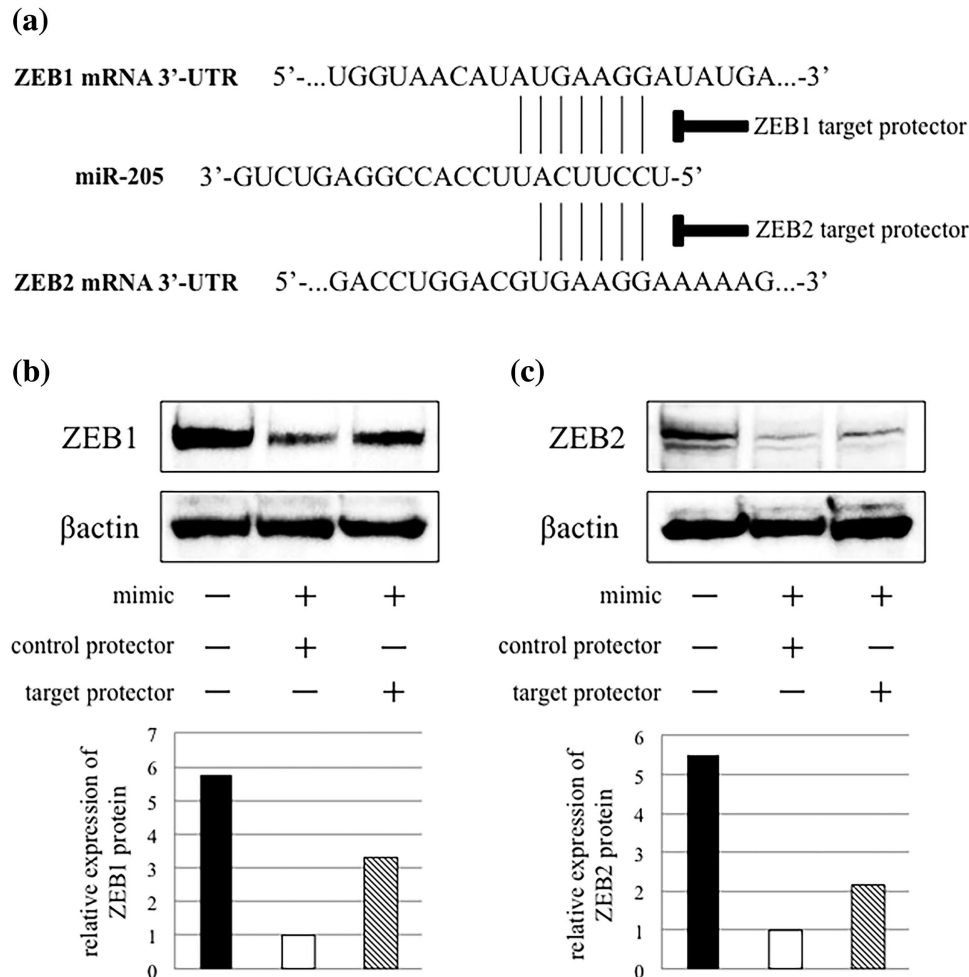 (a)
ZEB1 mRNA 3’-UTR 5’-...UGGUAACAUAUGAAGGAUAUGA...-3’
ZEB1 target protector
miR-205 3’-GUCUGAGGCCACCUUACUUCCU-5’
ZEB2 target protector
ZEB2 mRNA 3’-UTR 5’-...GACCUGGACGUGAAGGAAAAAG...-3’
(b)
ZEB1
βactin
mimic − + +
control protector − + −
target protector − − +
relative expression of
ZEB1 protein
7
6
5
4
3
2
1
0
(c)
ZEB2
βactin
mimic − + +
control protector − + −
target protector − − +
relative expression of
ZEB2 protein
6
5
4
3
2
1
0